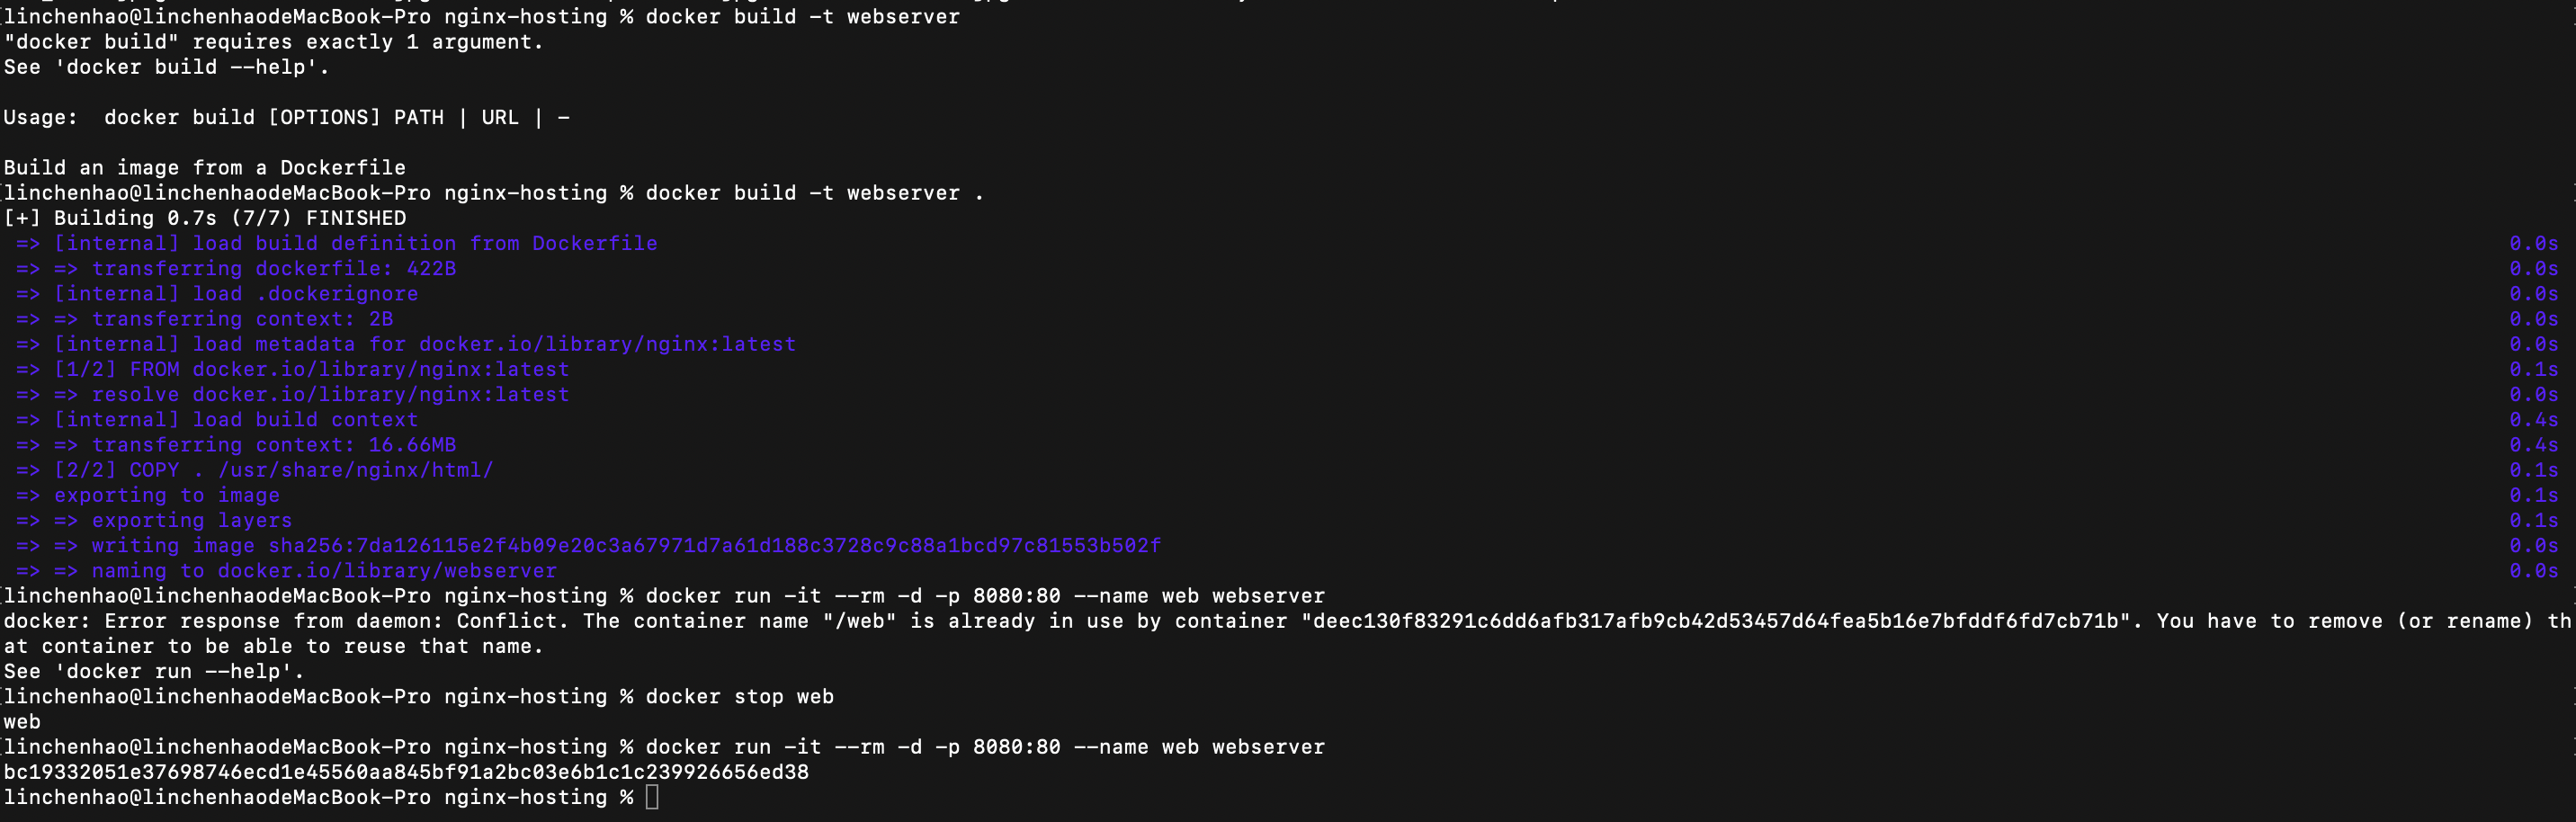 linchenhao@linchenhaodeMacBook-Pro nginx-hosting % docker build -t webserver
"docker build" requires exactly 1 argument.
See 'docker build --help'.
Usage:  docker build [OPTIONS] PATH | URL | -
Build an image from a Dockerfile
linchenhao@linchenhaodeMacBook-Pro nginx-hosting % docker build -t webserver .
[+] Building 0.7s (7/7) FINISHED
=> [internal] load build definition from Dockerfile 0.0s
=> => transferring dockerfile: 422B 0.0s
=> [internal] load .dockerignore 0.0s
=> => transferring context: 2B 0.0s
=> [internal] load metadata for docker.io/library/nginx:latest 0.0s
=> [1/2] FROM docker.io/library/nginx:latest 0.1s
=> => resolve docker.io/library/nginx:latest 0.0s
=> [internal] load build context 0.4s
=> => transferring context: 16.66MB 0.4s
=> [2/2] COPY . /usr/share/nginx/html/ 0.1s
=> exporting to image 0.1s
=> => exporting layers 0.1s
=> => writing image sha256:7da126115e2f4b09e20c3a67971d7a61d188c3728c9c88a1bcd97c81553b502f 0.0s
=> => naming to docker.io/library/webserver 0.0s
linchenhao@linchenhaodeMacBook-Pro nginx-hosting % docker run -it --rm -d -p 8080:80 --name web webserver
docker: Error response from daemon: Conflict. The container name "/web" is already in use by container "deec130f83291c6dd6afb317afb9cb42d53457d64fea5b16e7bfddf6fd7cb71b". You have to remove (or rename) th
at container to be able to reuse that name.
See 'docker run --help'.
linchenhao@linchenhaodeMacBook-Pro nginx-hosting % docker stop web
web
linchenhao@linchenhaodeMacBook-Pro nginx-hosting % docker run -it --rm -d -p 8080:80 --name web webserver
bc19332051e37698746ecd1e45560aa845bf91a2bc03e6b1c1c239926656ed38
linchenhao@linchenhaodeMacBook-Pro nginx-hosting %